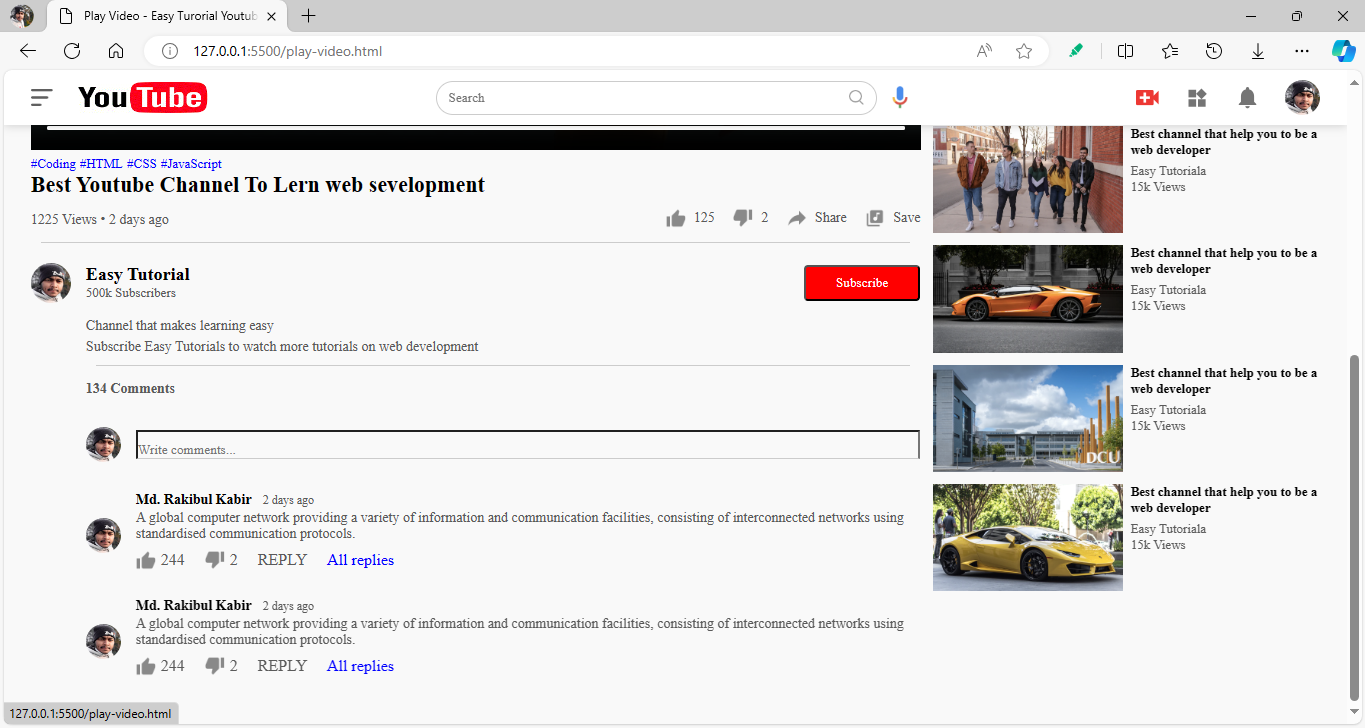 Play Video - Easy Turorial Youtub
127.0.0.1:5500/play-video.html
YouTube
Search
#Coding #HTML #CSS #JavaScript
Best Youtube Channel To Lern web sevelopment
1225 Views • 2 days ago
125
2
Share
Save
Easy Tutorial
500k Subscribers
Subscribe
Channel that makes learning easy
Subscribe Easy Tutorials to watch more tutorials on web development
134 Comments
Write comments...
Md. Rakibul Kabir 2 days ago
A global computer network providing a variety of information and communication facilities, consisting of interconnected networks using
standardised communication protocols.
244 2 REPLY All replies
Md. Rakibul Kabir 2 days ago
A global computer network providing a variety of information and communication facilities, consisting of interconnected networks using
standardised communication protocols.
244 2 REPLY All replies
Best channel that help you to be a
web developer
Easy Tutoriala
15k Views
Best channel that help you to be a
web developer
Easy Tutoriala
15k Views
Best channel that help you to be a
web developer
Easy Tutoriala
15k Views
DCU
Best channel that help you to be a
web developer
Easy Tutoriala
15k Views
127.0.0.1:5500/play-video.html